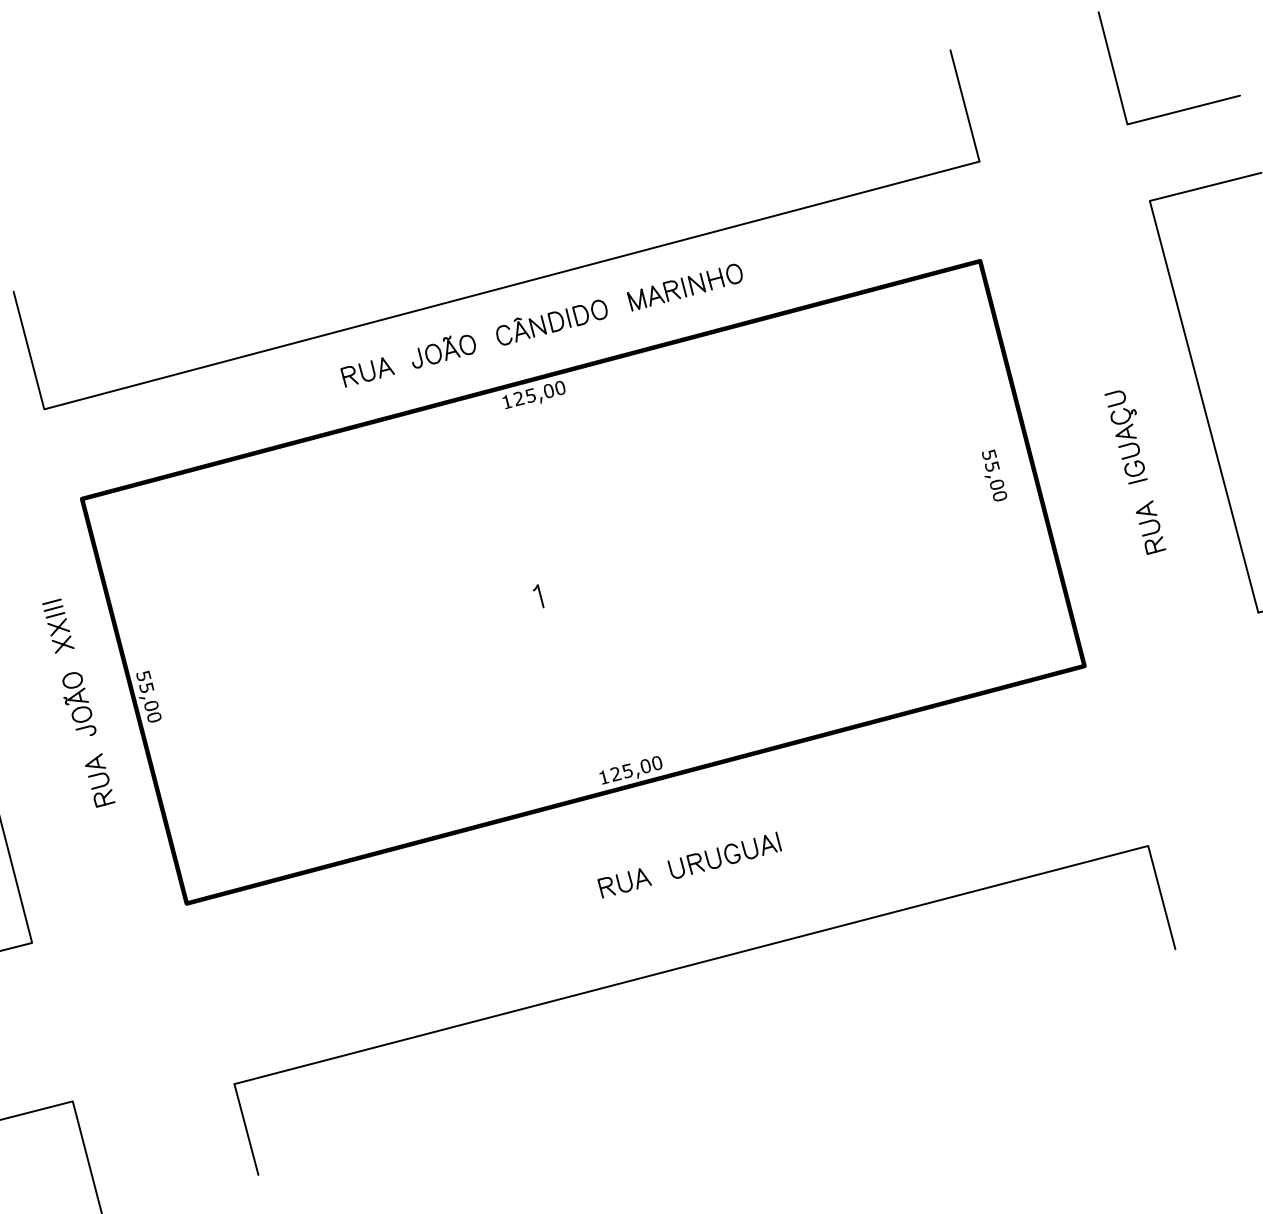 RUA JOÃO CÂNDIDO MARINHO
125,00
RUA IGUAÇU
55,00
1
RUA JOÃO XXIII
55,00
125,00
RUA URUGUAI